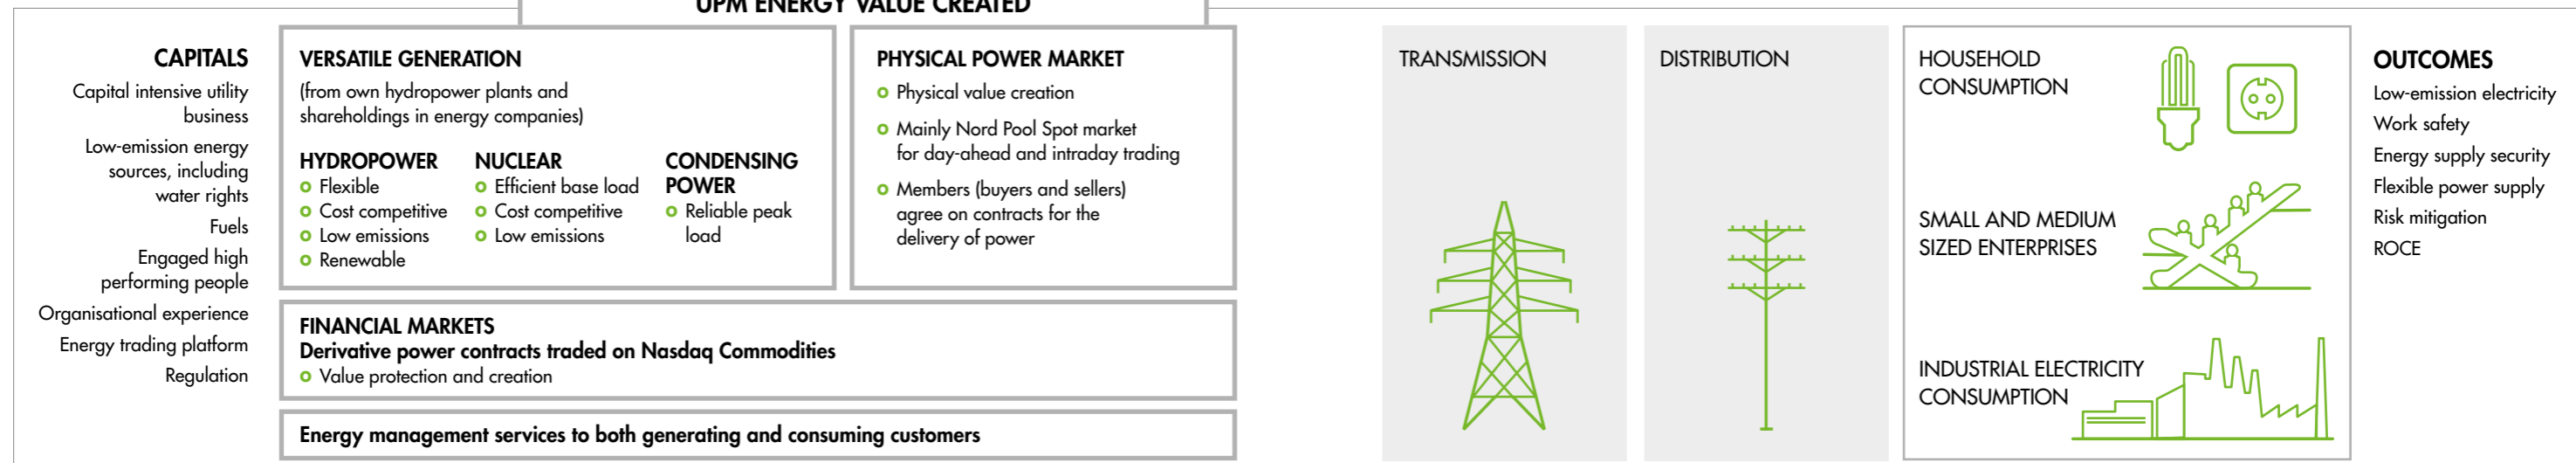 UPM ENERGY VALUE CREATED
CAPITALS
Capital intensive utility
business
Low-emission energy
sources, including
water rights
Fuels
Engaged high
performing people
Organisational experience
Energy trading platform
Regulation
VERSATILE GENERATION
(from own hydropower plants and
shareholdings in energy companies)
HYDROPOWER
Flexible
Cost competitive
Low emissions
Renewable
NUCLEAR
Efficient base load
Cost competitive
Low emissions
CONDENSING
POWER
Reliable peak
load
PHYSICAL POWER MARKET
Physical value creation
Mainly Nord Pool Spot market
for day-ahead and intraday trading
Members (buyers and sellers)
agree on contracts for the
delivery of power
FINANCIAL MARKETS
Derivative power contracts traded on Nasdaq Commodities
Value protection and creation
Energy management services to both generating and consuming customers
TRANSMISSION
DISTRIBUTION
HOUSEHOLD
CONSUMPTION
SMALL AND MEDIUM
SIZED ENTERPRISES
INDUSTRIAL ELECTRICITY
CONSUMPTION
OUTCOMES
Low-emission electricity
Work safety
Energy supply security
Flexible power supply
Risk mitigation
ROCE